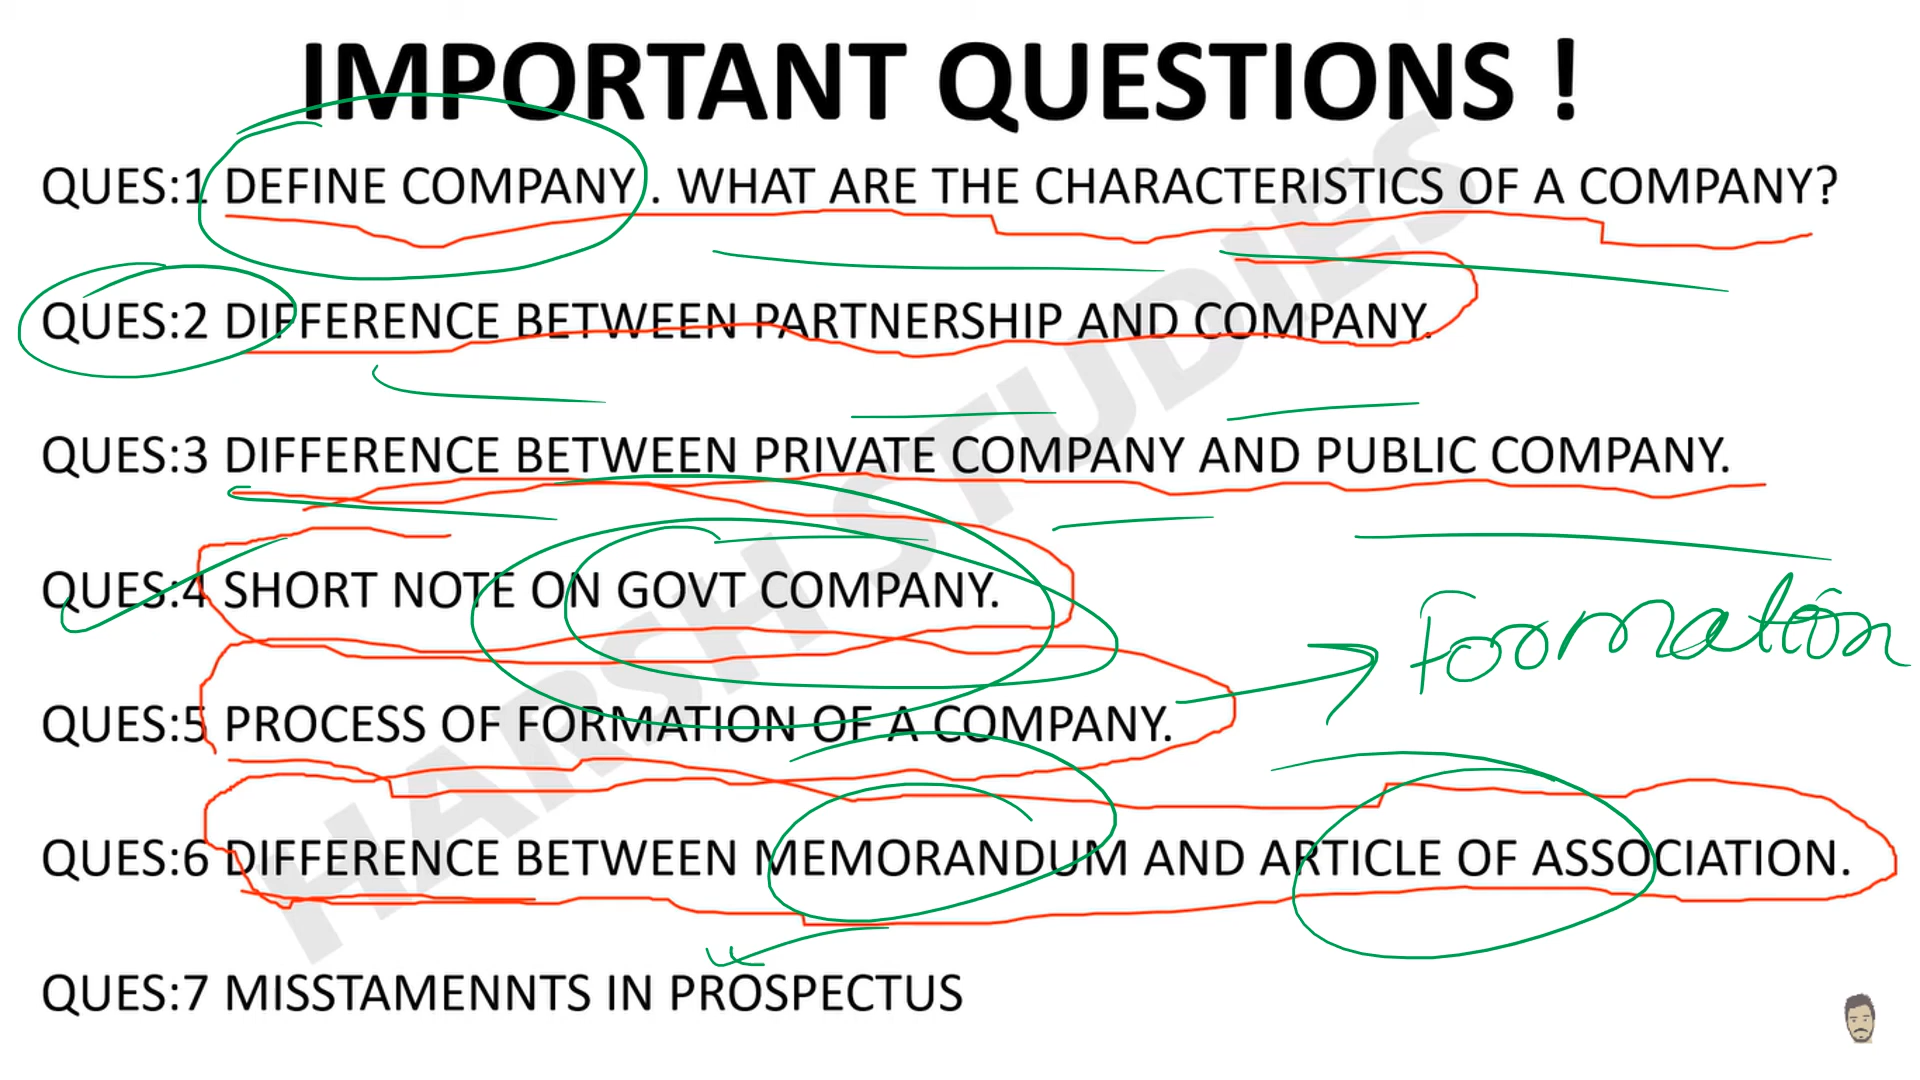 IMPORTANT QUESTIONS !
QUES:1 DEFINE COMPANY . WHAT ARE THE CHARACTERISTICS OF A COMPANY?
QUES:2 DIFFERENCE BETWEEN PARTNERSHIP AND COMPANY.
QUES:3 DIFFERENCE BETWEEN PRIVATE COMPANY AND PUBLIC COMPANY.
QUES:4 SHORT NOTE ON GOVT COMPANY.
Formation
QUES:5 PROCESS OF FORMATION OF A COMPANY.
QUES:6 DIFFERENCE BETWEEN MEMORANDUM AND ARTICLE OF ASSOCIATION.
QUES:7 MISSTAMENNTS IN PROSPECTUS
HARSH STUDIES